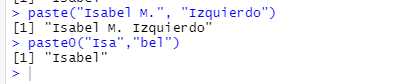 > paste("Isabel M.", "Izquierdo")
[1] "Isabel M. Izquierdo"
> paste0("Isa","bel")
[1] "Isabel"
>